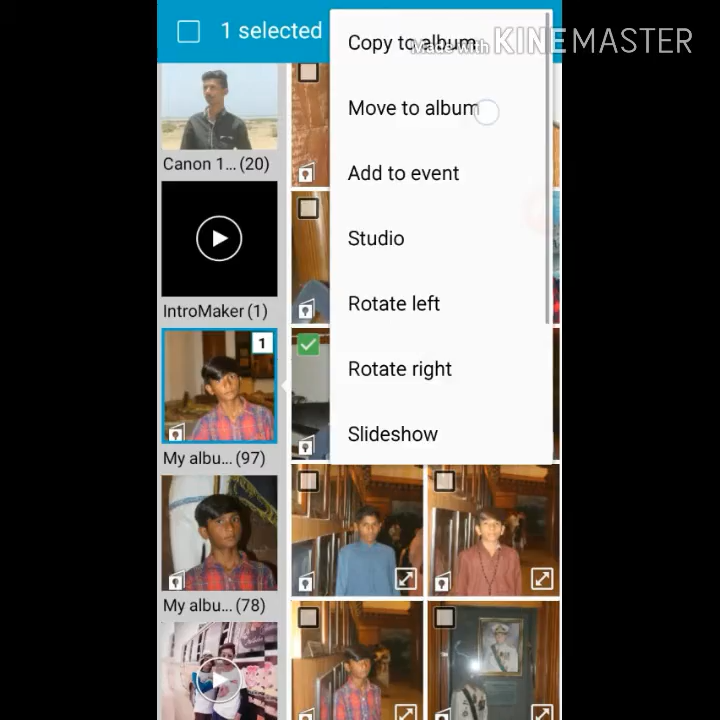 1 selected
Made with KINEMASTER
Copy to album
Move to album
Add to event
Studio
Rotate left
Rotate right
Slideshow
Canon 1... (20)
IntroMaker (1)
1
My albu... (97)
My albu... (78)